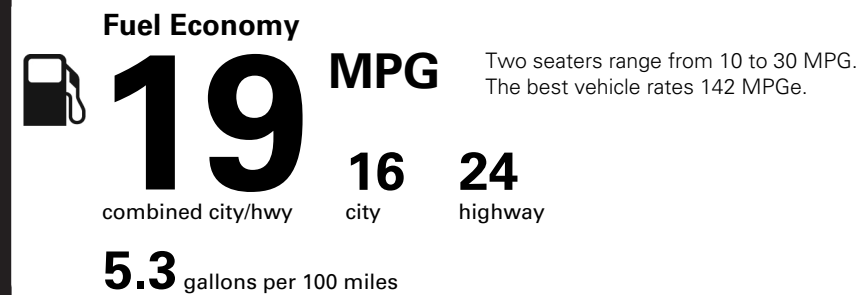 Fuel Economy
19 MPG
Two seaters range from 10 to 30 MPG.
The best vehicle rates 142 MPGe.
16 24
combined city/hwy city highway
5.3 gallons per 100 miles